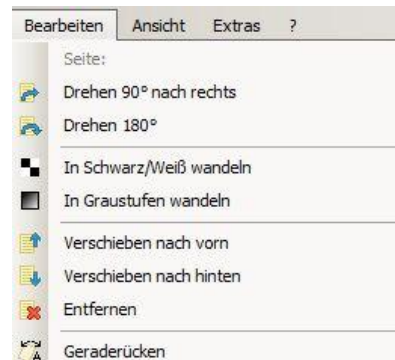 Bearbeiten Ansicht Extras ?
Seite:
Drehen 90° nach rechts
Drehen 180°
In Schwarz/Weiß wandeln
In Graustufen wandeln
Verschieben nach vorn
Verschieben nach hinten
Entfernen
Geraderücken